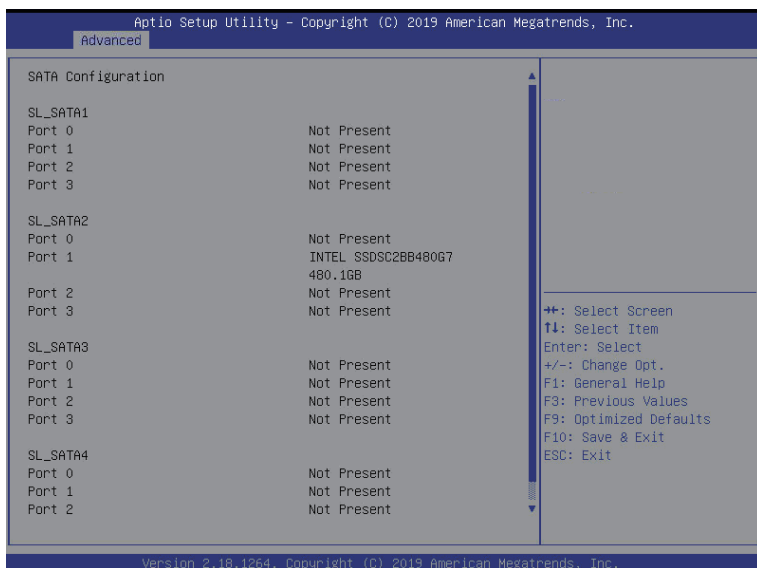 Aptio Setup Utility – Copyright (C) 2019 American Megatrends, Inc.
Advanced
SATA Configuration
SL_SATA1
Port 0 Not Present
Port 1 Not Present
Port 2 Not Present
Port 3 Not Present
SL_SATA2
Port 0 Not Present
Port 1 INTEL SSDSC2BB480G7
480.1GB
Port 2 Not Present
Port 3 Not Present
SL_SATA3
Port 0 Not Present
Port 1 Not Present
Port 2 Not Present
Port 3 Not Present
SL_SATA4
Port 0 Not Present
Port 1 Not Present
Port 2 Not Present
→←: Select Screen
↑↓: Select Item
Enter: Select
+/-: Change Opt.
F1: General Help
F3: Previous Values
F9: Optimized Defaults
F10: Save & Exit
ESC: Exit
Version 2.18.1264. Copyright (C) 2019 American Megatrends, Inc.